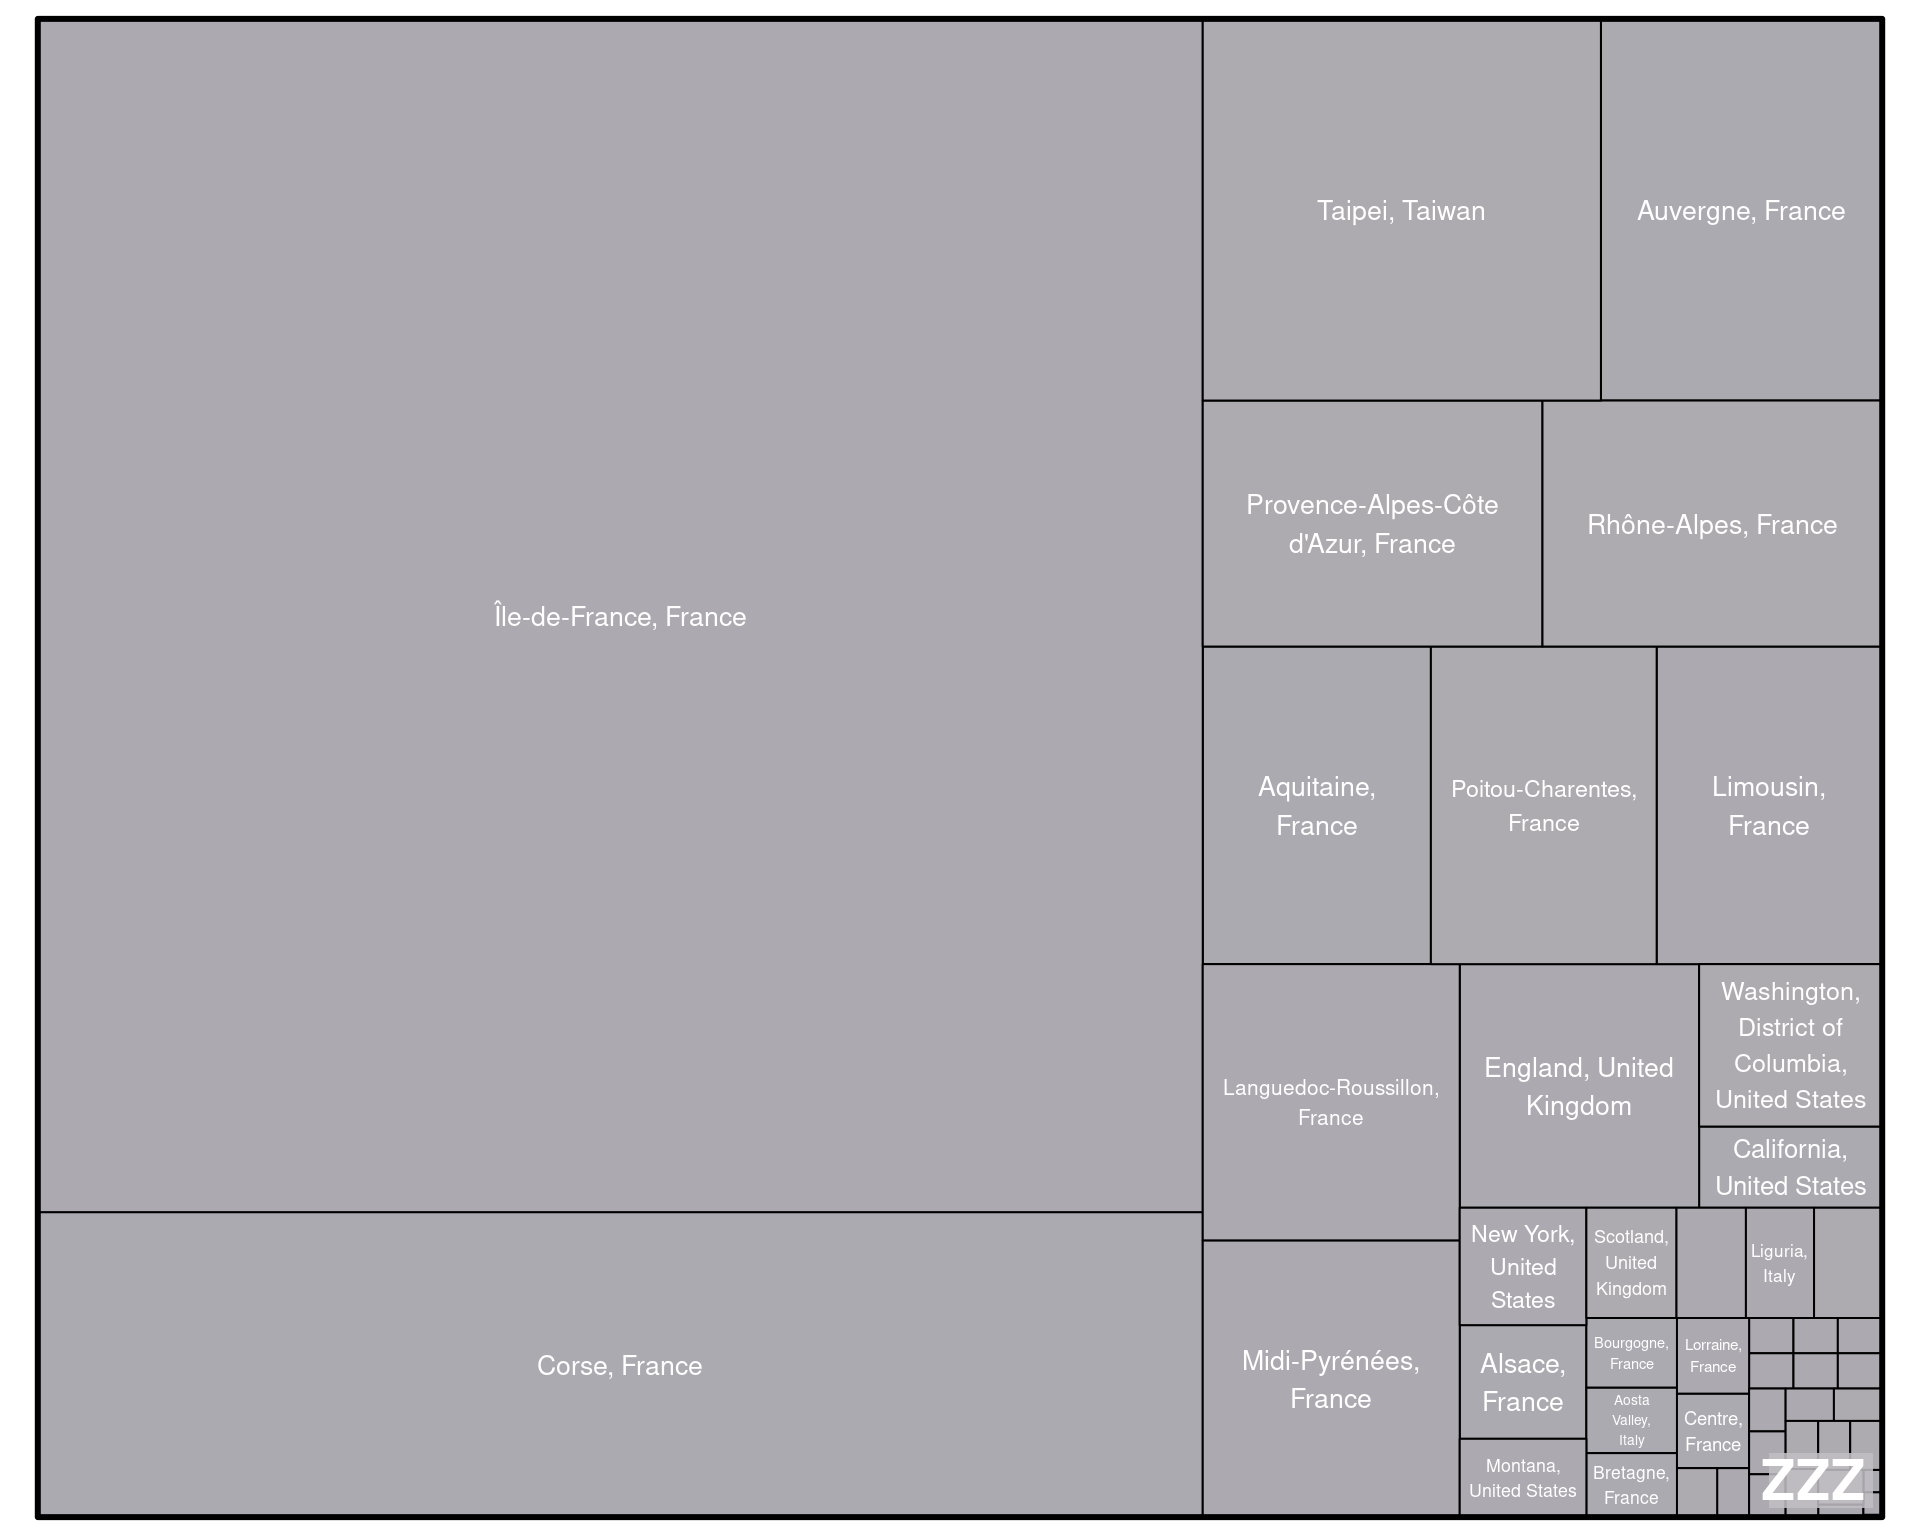 Île-de-France, France
Corse, France
Taipei, Taiwan
Auvergne, France
Provence-Alpes-Côte
d'Azur, France
Rhône-Alpes, France
Aquitaine,
France
Poitou-Charentes,
France
Limousin,
France
Languedoc-Roussillon,
France
Midi-Pyrénées,
France
England, United
Kingdom
Washington,
District of
Columbia,
United States
California,
United States
New York,
United
States
Alsace,
France
Montana,
United States
Scotland,
United
Kingdom
Liguria,
Italy
Bourgogne,
France
Aosta
Valley,
Italy
Bretagne,
France
Lorraine,
France
Centre,
France
ZZZ